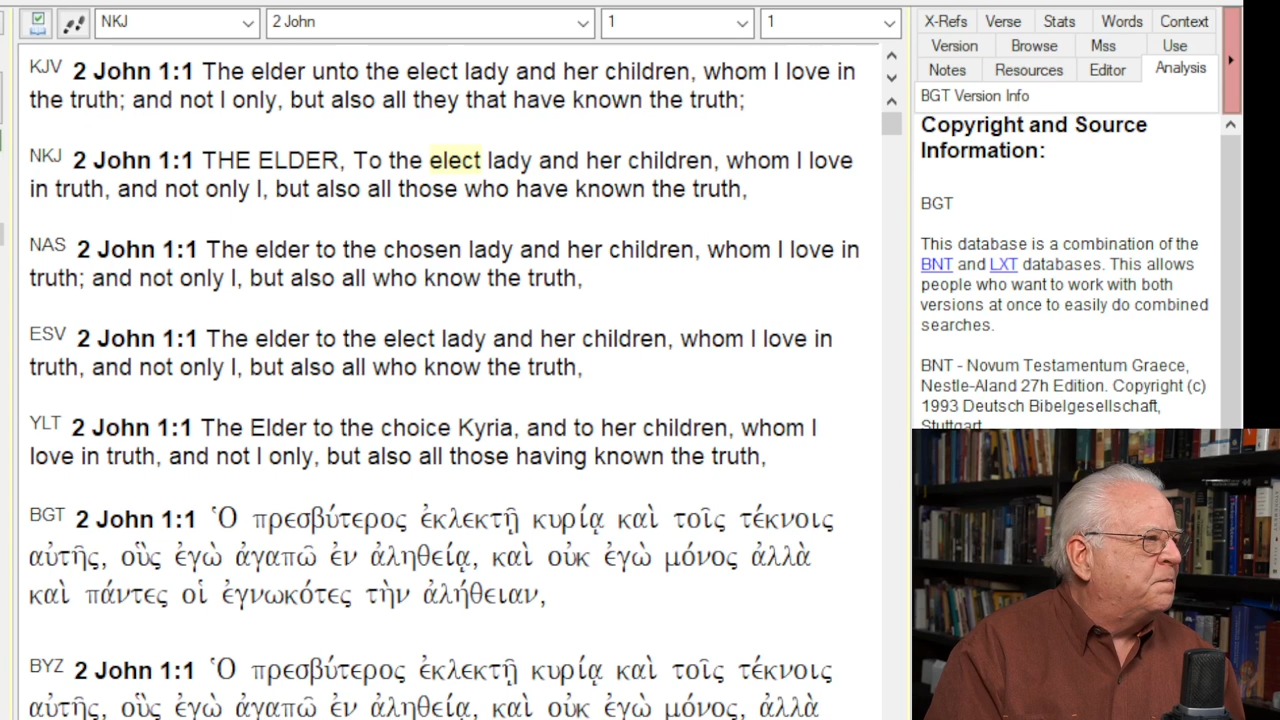 NKJ 2 John 1 1
KJV 2 John 1:1 The elder unto the elect lady and her children, whom I love in
the truth; and not I only, but also all they that have known the truth;
NKJ 2 John 1:1 THE ELDER, To the elect lady and her children, whom I love
in truth, and not only I, but also all those who have known the truth,
NAS 2 John 1:1 The elder to the chosen lady and her children, whom I love in
truth; and not only I, but also all who know the truth,
ESV 2 John 1:1 The elder to the elect lady and her children, whom I love in
truth, and not only I, but also all who know the truth,
YLT 2 John 1:1 The Elder to the choice Kyria, and to her children, whom I
love in truth, and not I only, but also all those having known the truth,
BGT 2 John 1:1 Ὁ πρεσβύτερος ἐκλεκτῇ κυρίᾳ καὶ τοῖς τέκνοις
αὐτῆς, οὓς ἐγὼ ἀγαπῶ ἐν ἀληθείᾳ, καὶ οὐκ ἐγὼ μόνος ἀλλὰ
καὶ πάντες οἱ ἐγνωκότες τὴν ἀλήθειαν,
BYZ 2 John 1:1 Ὁ πρεσβύτερος ἐκλεκτῇ κυρίᾳ καὶ τοῖς τέκνοις
αὐτῆς, οὓς ἐγὼ ἀγαπῶ ἐν ἀληθείᾳ, καὶ οὐκ ἐγὼ μόνος, ἀλλὰ
X-Refs Verse Stats Words Context
Version Browse Mss Use
Notes Resources Editor Analysis
BGT Version Info
Copyright and Source
Information:
BGT
This database is a combination of the
BNT and LXT databases. This allows
people who want to work with both
versions at once to easily do combined
searches.
BNT - Novum Testamentum Graece,
Nestle-Aland 27h Edition. Copyright (c)
1993 Deutsch Bibelgesellschaft,
Stuttgart